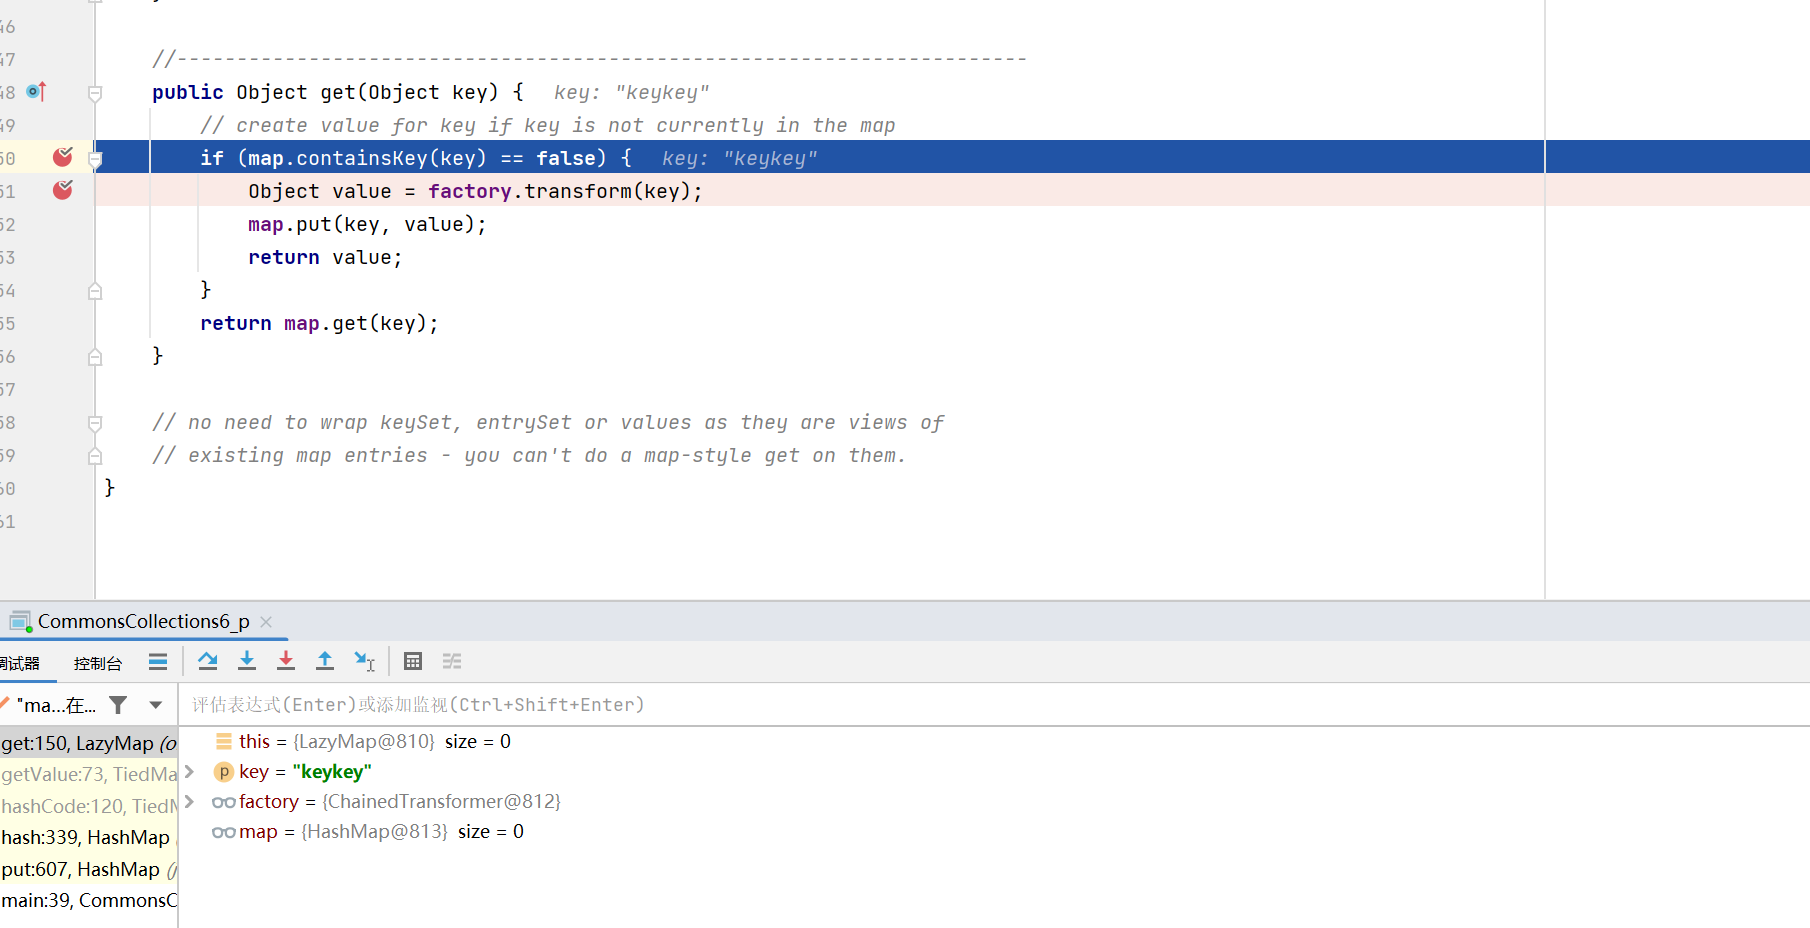 46
47 //-----------------------------------------------------------------------
48 public Object get(Object key) { key: "keykey"
49 // create value for key if key is not currently in the map
50 if (map.containsKey(key) == false) { key: "keykey"
51 Object value = factory.transform(key);
52 map.put(key, value);
53 return value;
54 }
55 return map.get(key);
56 }
57
58 // no need to wrap keySet, entrySet or values as they are views of
59 // existing map entries - you can't do a map-style get on them.
60 }
61
CommonsCollections6_p
调试器 控制台
"ma...在... 评估表达式(Enter)或添加监视(Ctrl+Shift+Enter)
get:150, LazyMap (o
getValue:73, TiedMa
hashCode:120, TiedM
hash:339, HashMap
put:607, HashMap (j
main:39, CommonsC
this = {LazyMap@810} size = 0
p key = "keykey"
factory = {ChainedTransformer@812}
map = {HashMap@813} size = 0